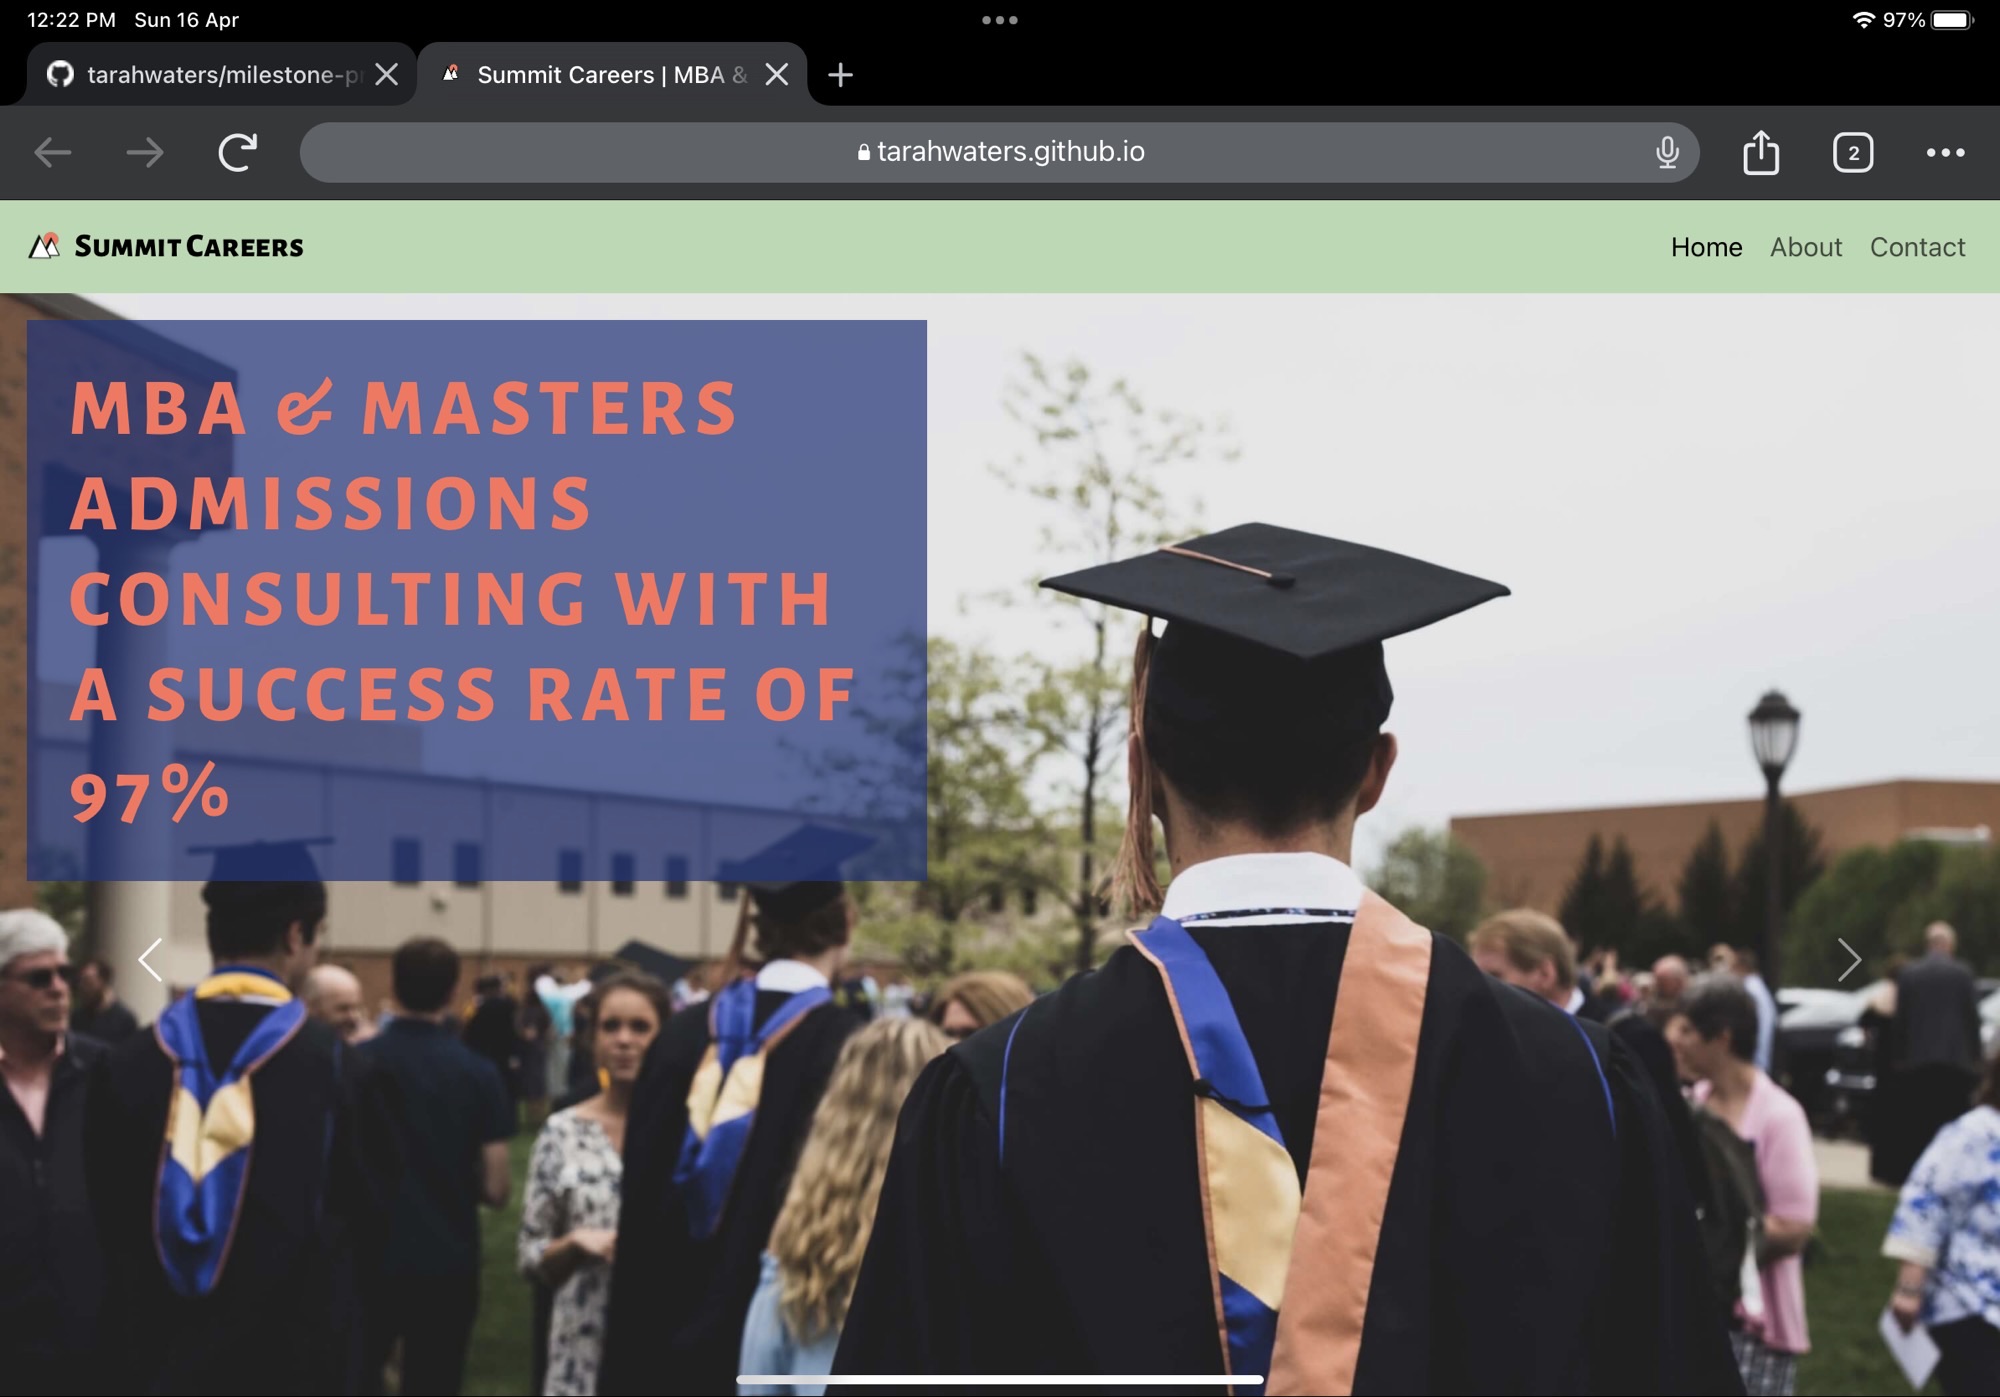 12:22 PM Sun 16 Apr
97%
tarahwaters/milestone-pr
Summit Careers | MBA &
tarahwaters.github.io
2
SUMMIT CAREERS
Home About Contact
MBA & MASTERS
ADMISSIONS
CONSULTING WITH
A SUCCESS RATE OF
97%